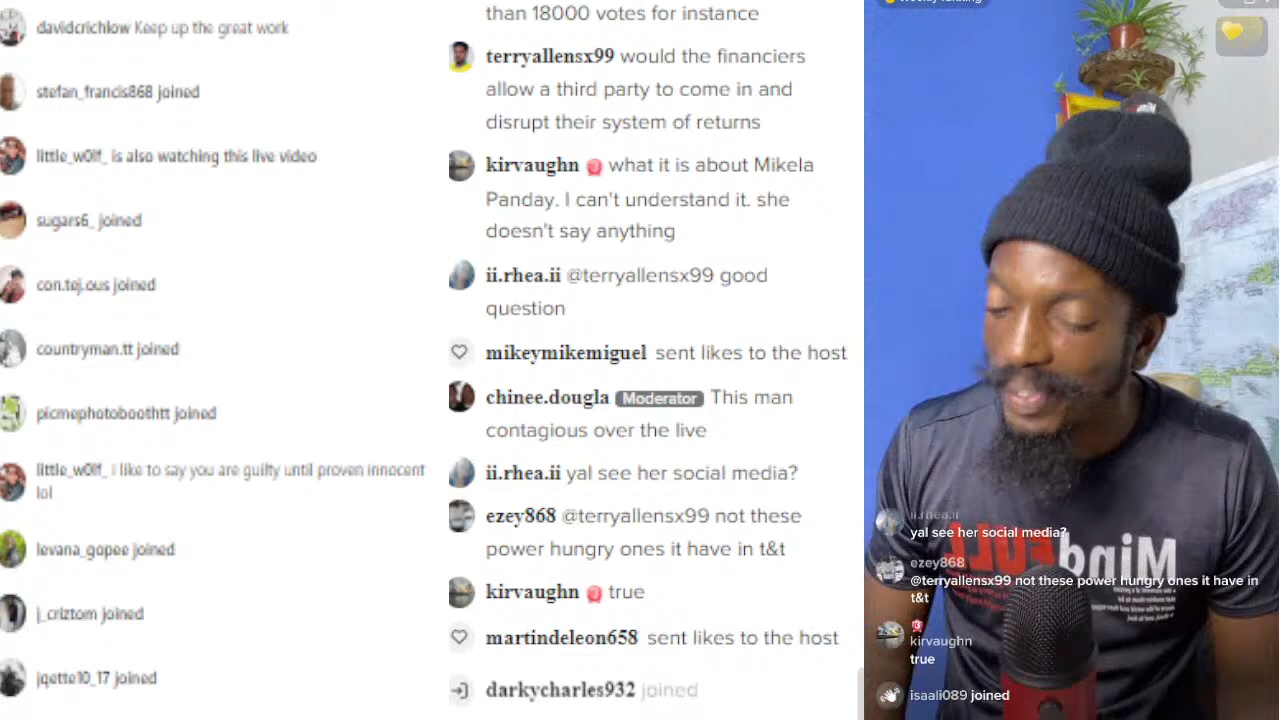 davidcrichlow Keep up the great work
stefan_francis868 joined
little_w0lf_ is also watching this live video
sugars6_ joined
con.tej.ous joined
countryman.tt joined
picmephotoboothtt joined
little_w0lf_ I like to say you are guilty until proven innocent
lol
levana_gopee joined
j_criztom joined
jqette10_17 joined
than 18000 votes for instance
terryallensx99 would the financiers
allow a third party to come in and
disrupt their system of returns
kirvaughn what it is about Mikela
Panday. I can't understand it. she
doesn't say anything
ii.rhea.ii @terryallensx99 good
question
mikeymikemiguel sent likes to the host
chinee.dougla Moderator This man
contagious over the live
ii.rhea.ii yal see her social media?
ezey868 @terryallensx99 not these
power hungry ones it have in t&t
kirvaughn true
martindeleon658 sent likes to the host
darkycharles932 joined
ii.rhea.ii
yal see her social media?
ezey868
@terryallensx99 not these power hungry ones it have in
t&t
kirvaughn
true
isaali089 joined
Mind